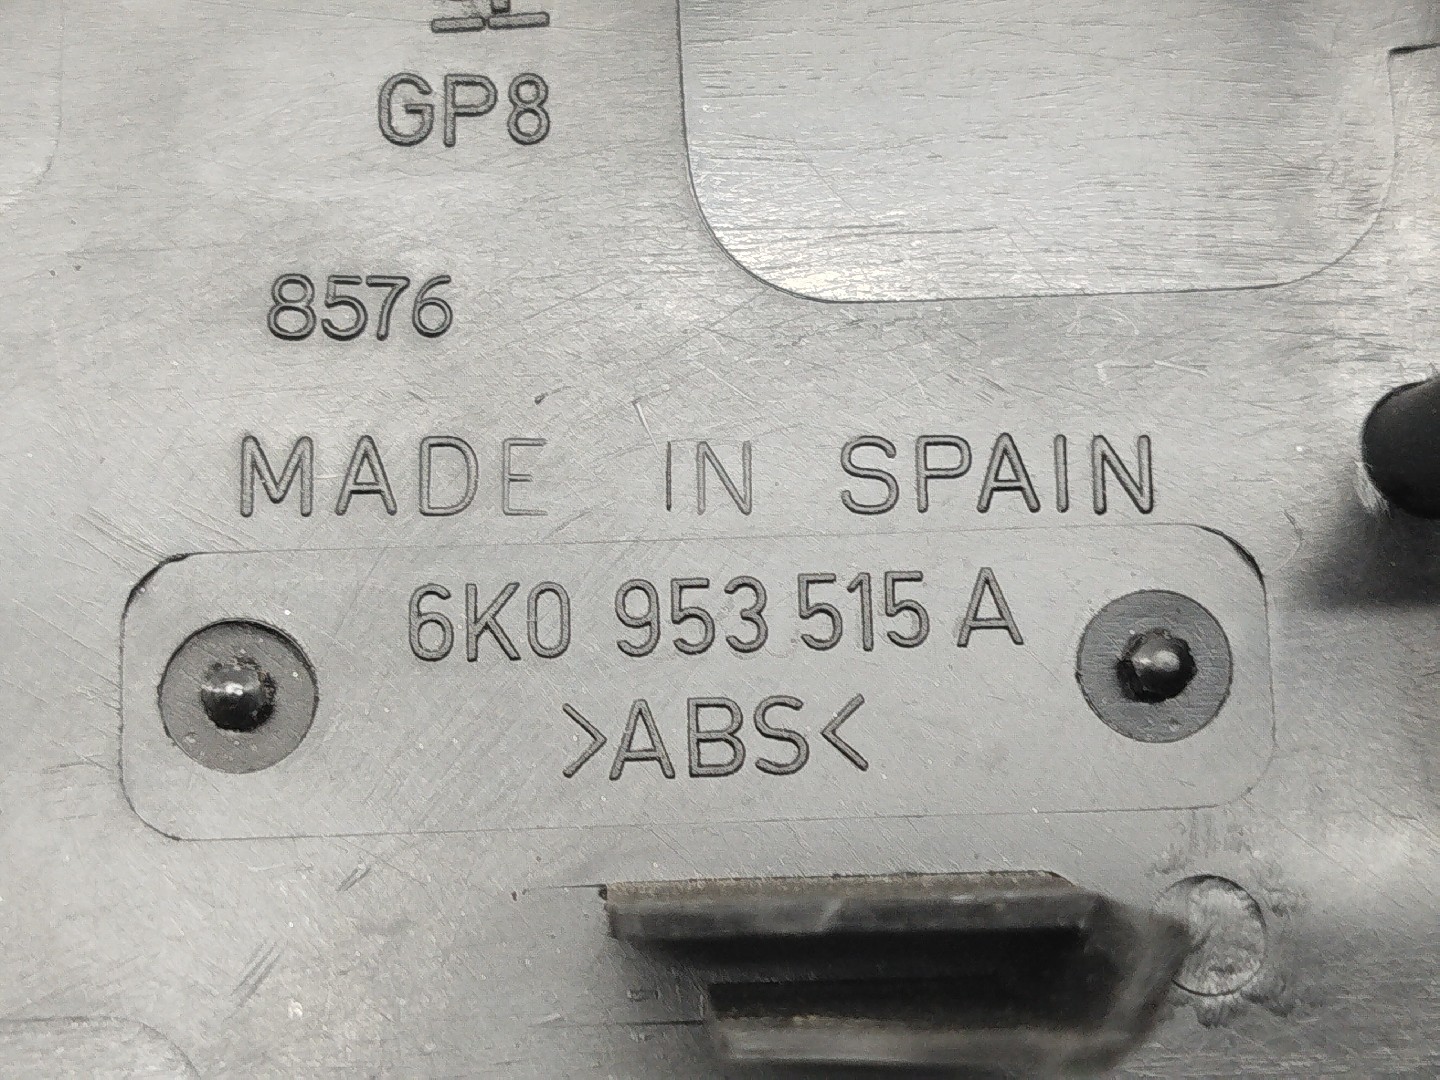 GP8
8576
MADE IN SPAIN
6K0 953 515 A
>ABS<